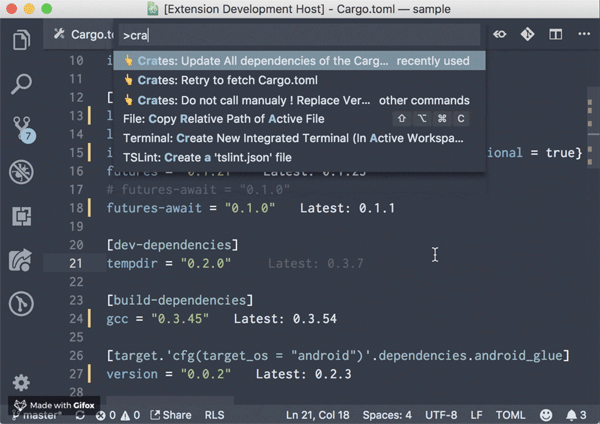 [Extension Development Host] - Cargo.toml — sample
Cargo.t
>cra
👆 Crates: Update All dependencies of the Carg... recently used
👆 Crates: Retry to fetch Cargo.toml
👆 Crates: Do not call manualy ! Replace Ver... other commands
File: Copy Relative Path of Active File ⇧ ⌥ ⌘ C
Terminal: Create New Integrated Terminal (In Active Workspa...
TSLint: Create a 'tslint.json' file
10 i
11
12 [
13 l
14 l
15 i ional = true}
16 futures = "0.1.21" Latest: 0.1.23
17 # futures-await = "0.1.0"
18 futures-await = "0.1.0" Latest: 0.1.1
19
20 [dev-dependencies]
21 tempdir = "0.2.0" Latest: 0.3.7
22
23 [build-dependencies]
24 gcc = "0.3.45" Latest: 0.3.54
25
26 [target.'cfg(target_os = "android")'.dependencies.android_glue]
27 version = "0.0.2" Latest: 0.2.3
28
7
Made with Gifox
master* 0 0 Share RLS Ln 21, Col 18 Spaces: 4 UTF-8 LF TOML 3